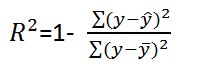 R²=1- ∑(y-ŷ)² / ∑(y-ȳ)²